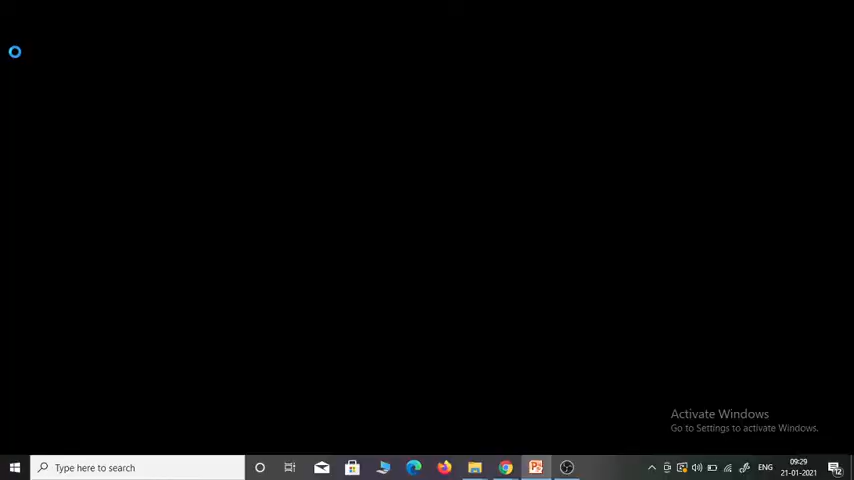 Activate Windows
Go to Settings to activate Windows.
Type here to search
ENG
09:29
21-01-2021